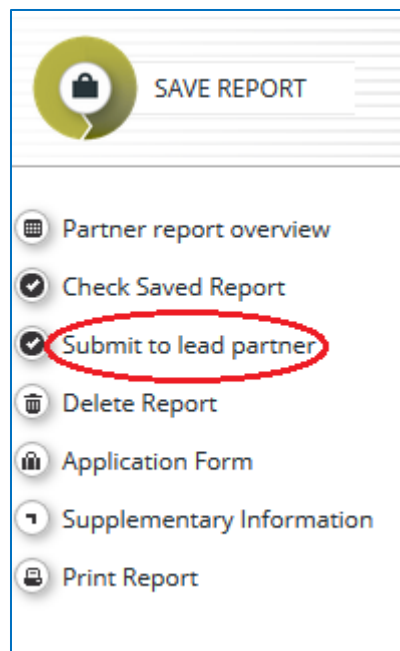 SAVE REPORT
Partner report overview
Check Saved Report
Submit to lead partner
Delete Report
Application Form
Supplementary Information
Print Report